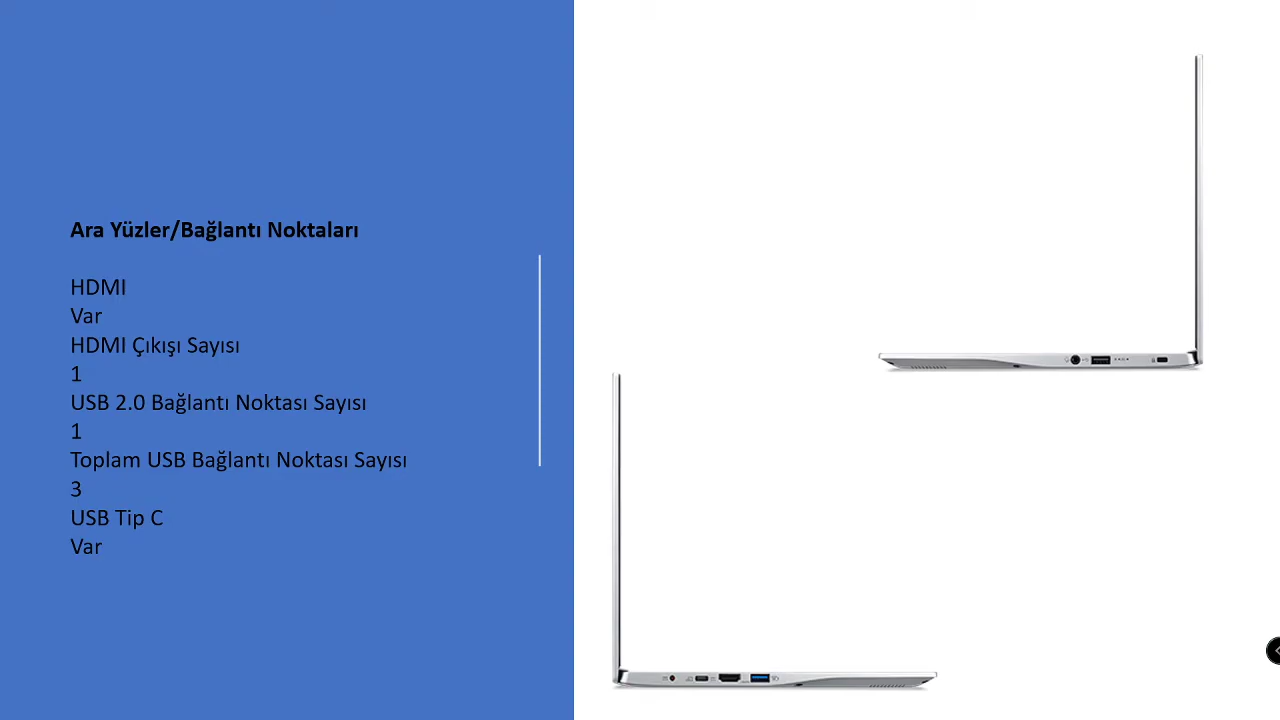 Ara Yüzler/Bağlantı Noktaları
HDMI
Var
HDMI Çıkışı Sayısı
1
USB 2.0 Bağlantı Noktası Sayısı
1
Toplam USB Bağlantı Noktası Sayısı
3
USB Tip C
Var